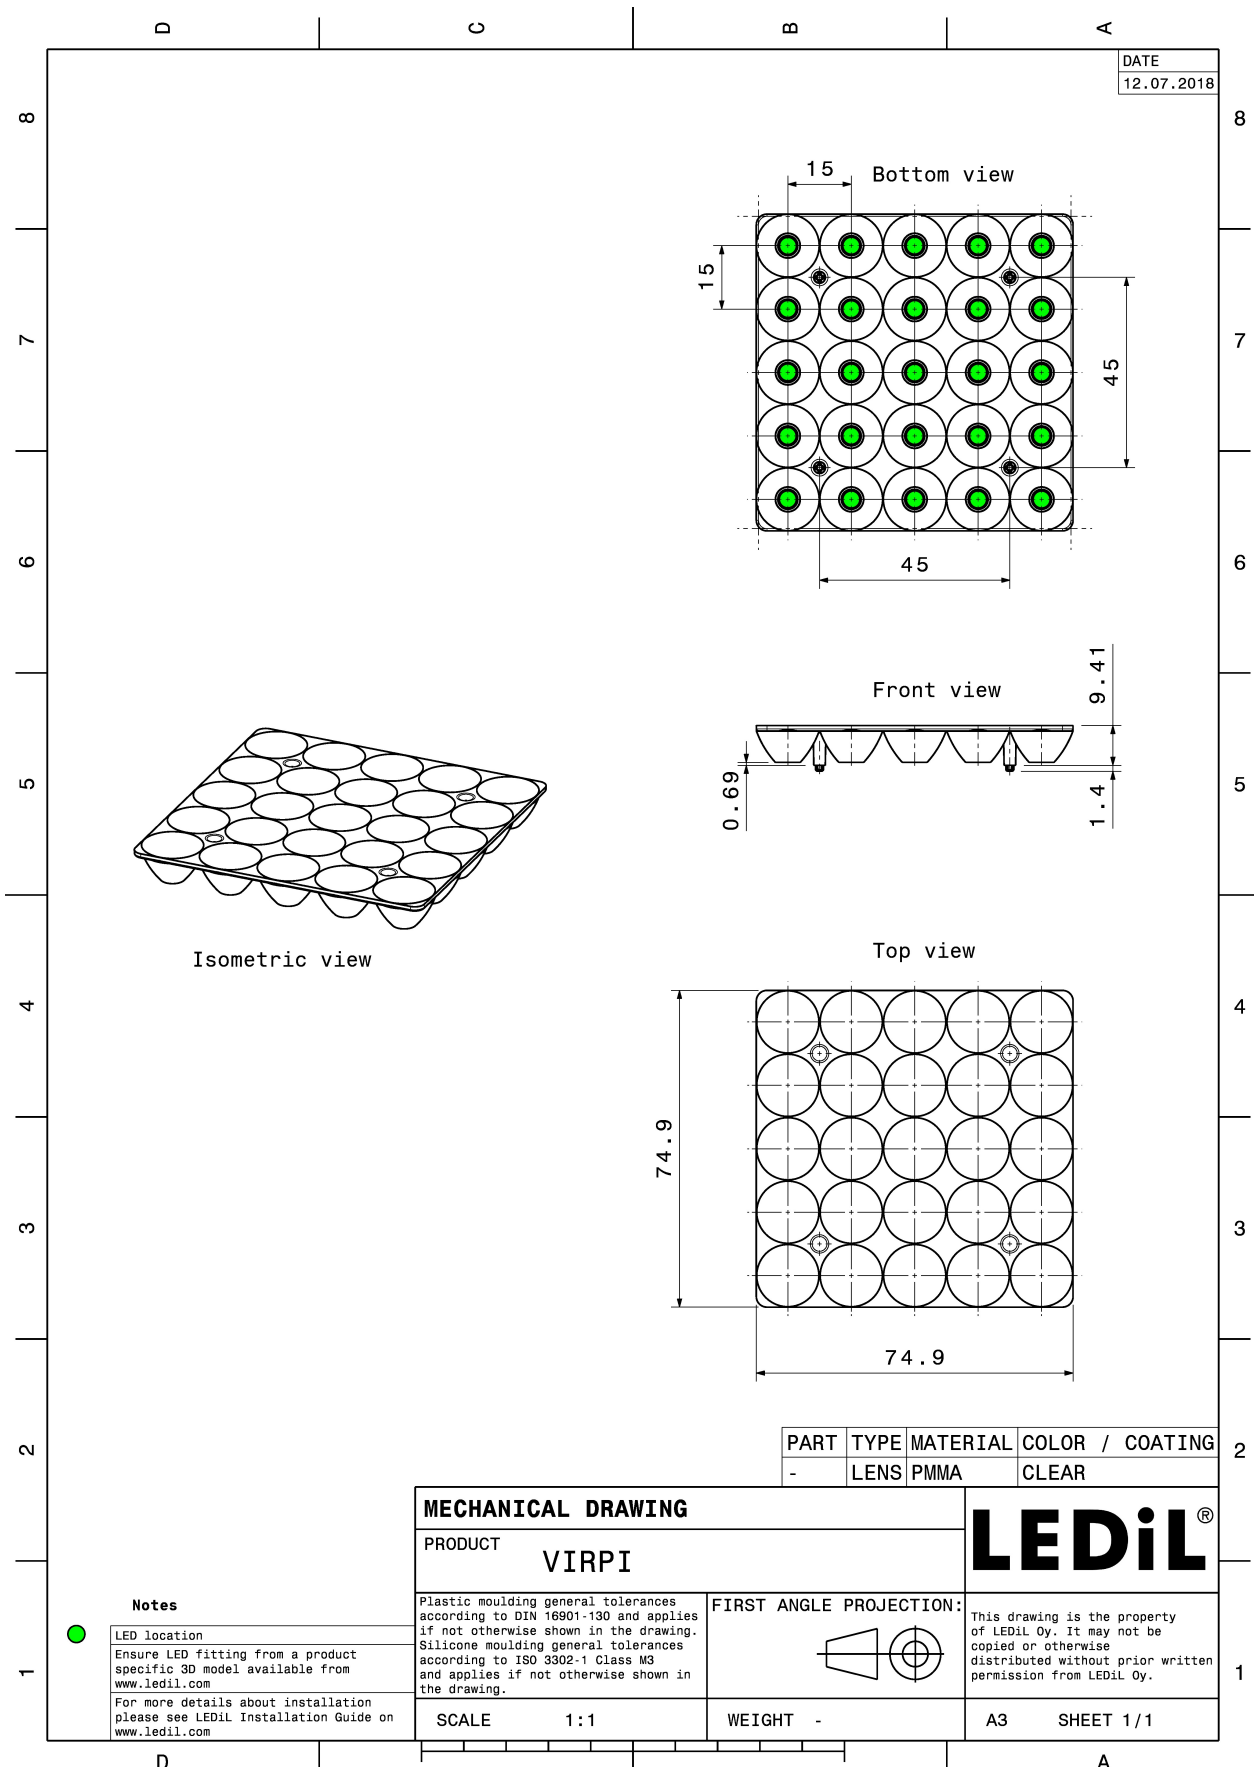 D C B A
DATE
12.07.2018
8 8
15 Bottom view
15
7 7
45
45
6 6
9.41
Front view
0.69
1.4
5 5
Isometric view
Top view
4 4
74.9
3 3
74.9
2 2
PART TYPE MATERIAL COLOR / COATING
- LENS PMMA CLEAR
MECHANICAL DRAWING
PRODUCT
VIRPI
LEDiL®
Plastic moulding general tolerances
according to DIN 16901-130 and applies
if not otherwise shown in the drawing.
Silicone moulding general tolerances
according to ISO 3302-1 Class M3
and applies if not otherwise shown in
the drawing.
FIRST ANGLE PROJECTION:
This drawing is the property
of LEDiL Oy. It may not be
copied or otherwise
distributed without prior written
permission from LEDiL Oy.
Notes
LED location
Ensure LED fitting from a product
specific 3D model available from
www.ledil.com
For more details about installation
please see LEDiL Installation Guide on
www.ledil.com
1 1
SCALE 1:1
WEIGHT -
A3 SHEET 1/1
D A